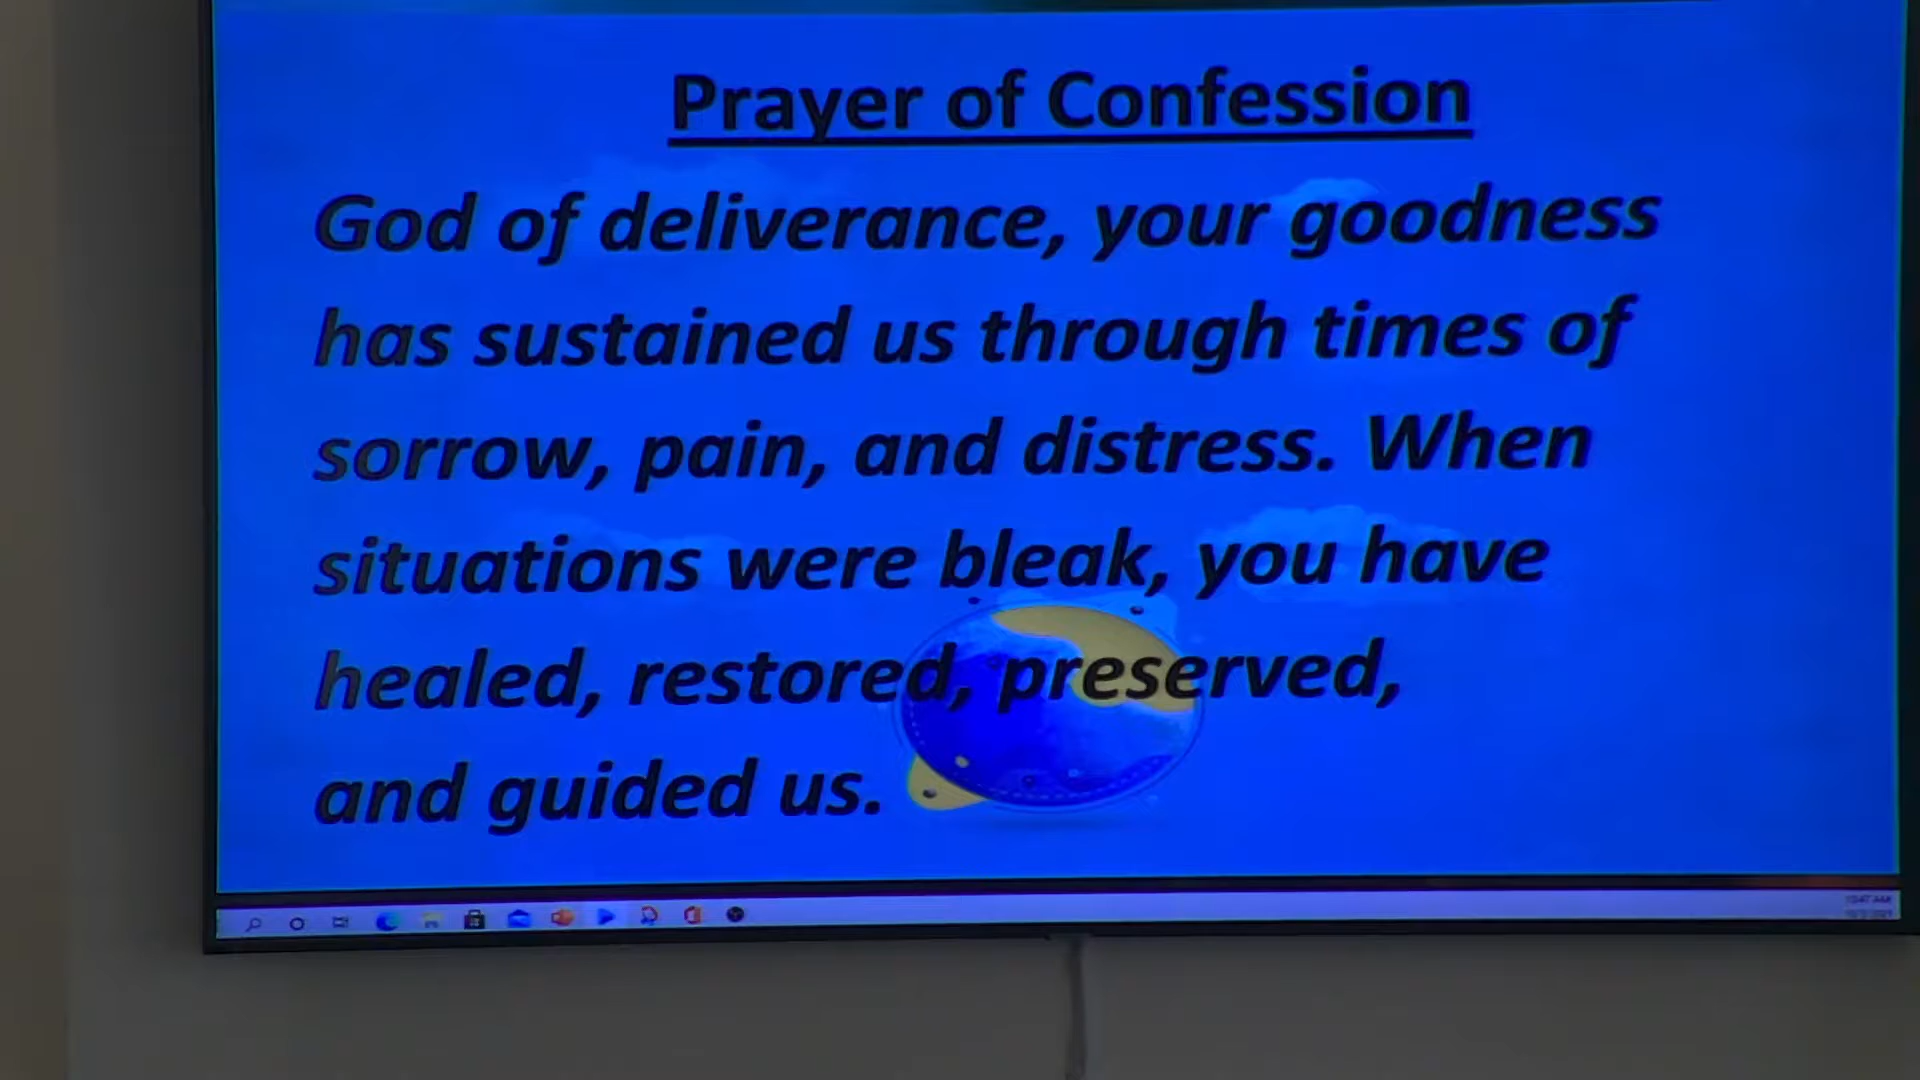 Prayer of Confession
God of deliverance, your goodness
has sustained us through times of
sorrow, pain, and distress. When
situations were bleak, you have
healed, restored, preserved,
and guided us.